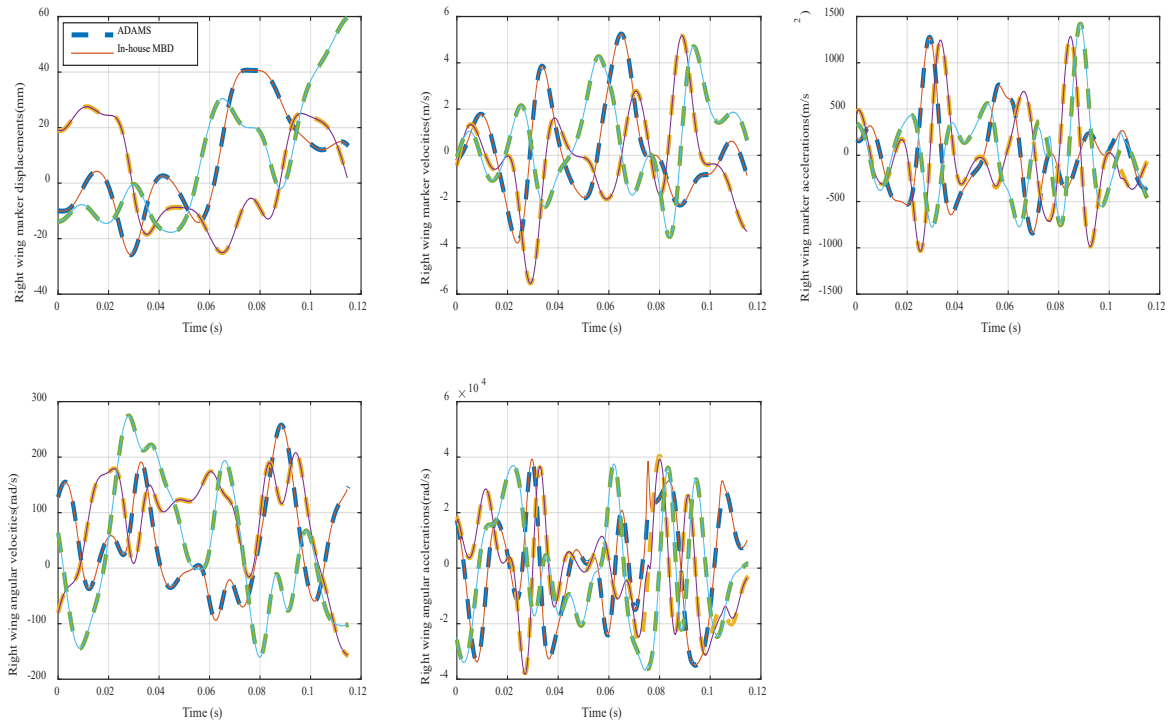 Right wing marker displacements(mm)
60
40
20
0
-20
-40
ADAMS
In-house MBD
0 0.02 0.04 0.06 0.08 0.1 0.12
Time (s)
Right wing marker velocities(m/s)
6
4
2
0
-2
-4
-6
0 0.02 0.04 0.06 0.08 0.1 0.12
Time (s)
Right wing marker accelerations(m/s
2
)
1500
1000
500
0
-500
-1000
-1500
0 0.02 0.04 0.06 0.08 0.1 0.12
Time (s)
Right wing angular velocities(rad/s)
300
200
100
0
-100
-200
0 0.02 0.04 0.06 0.08 0.1 0.12
Time (s)
Right wing angular acclerations(rad/s)
×10 4
6
4
2
0
-2
-4
0 0.02 0.04 0.06 0.08 0.1 0.12
Time (s)